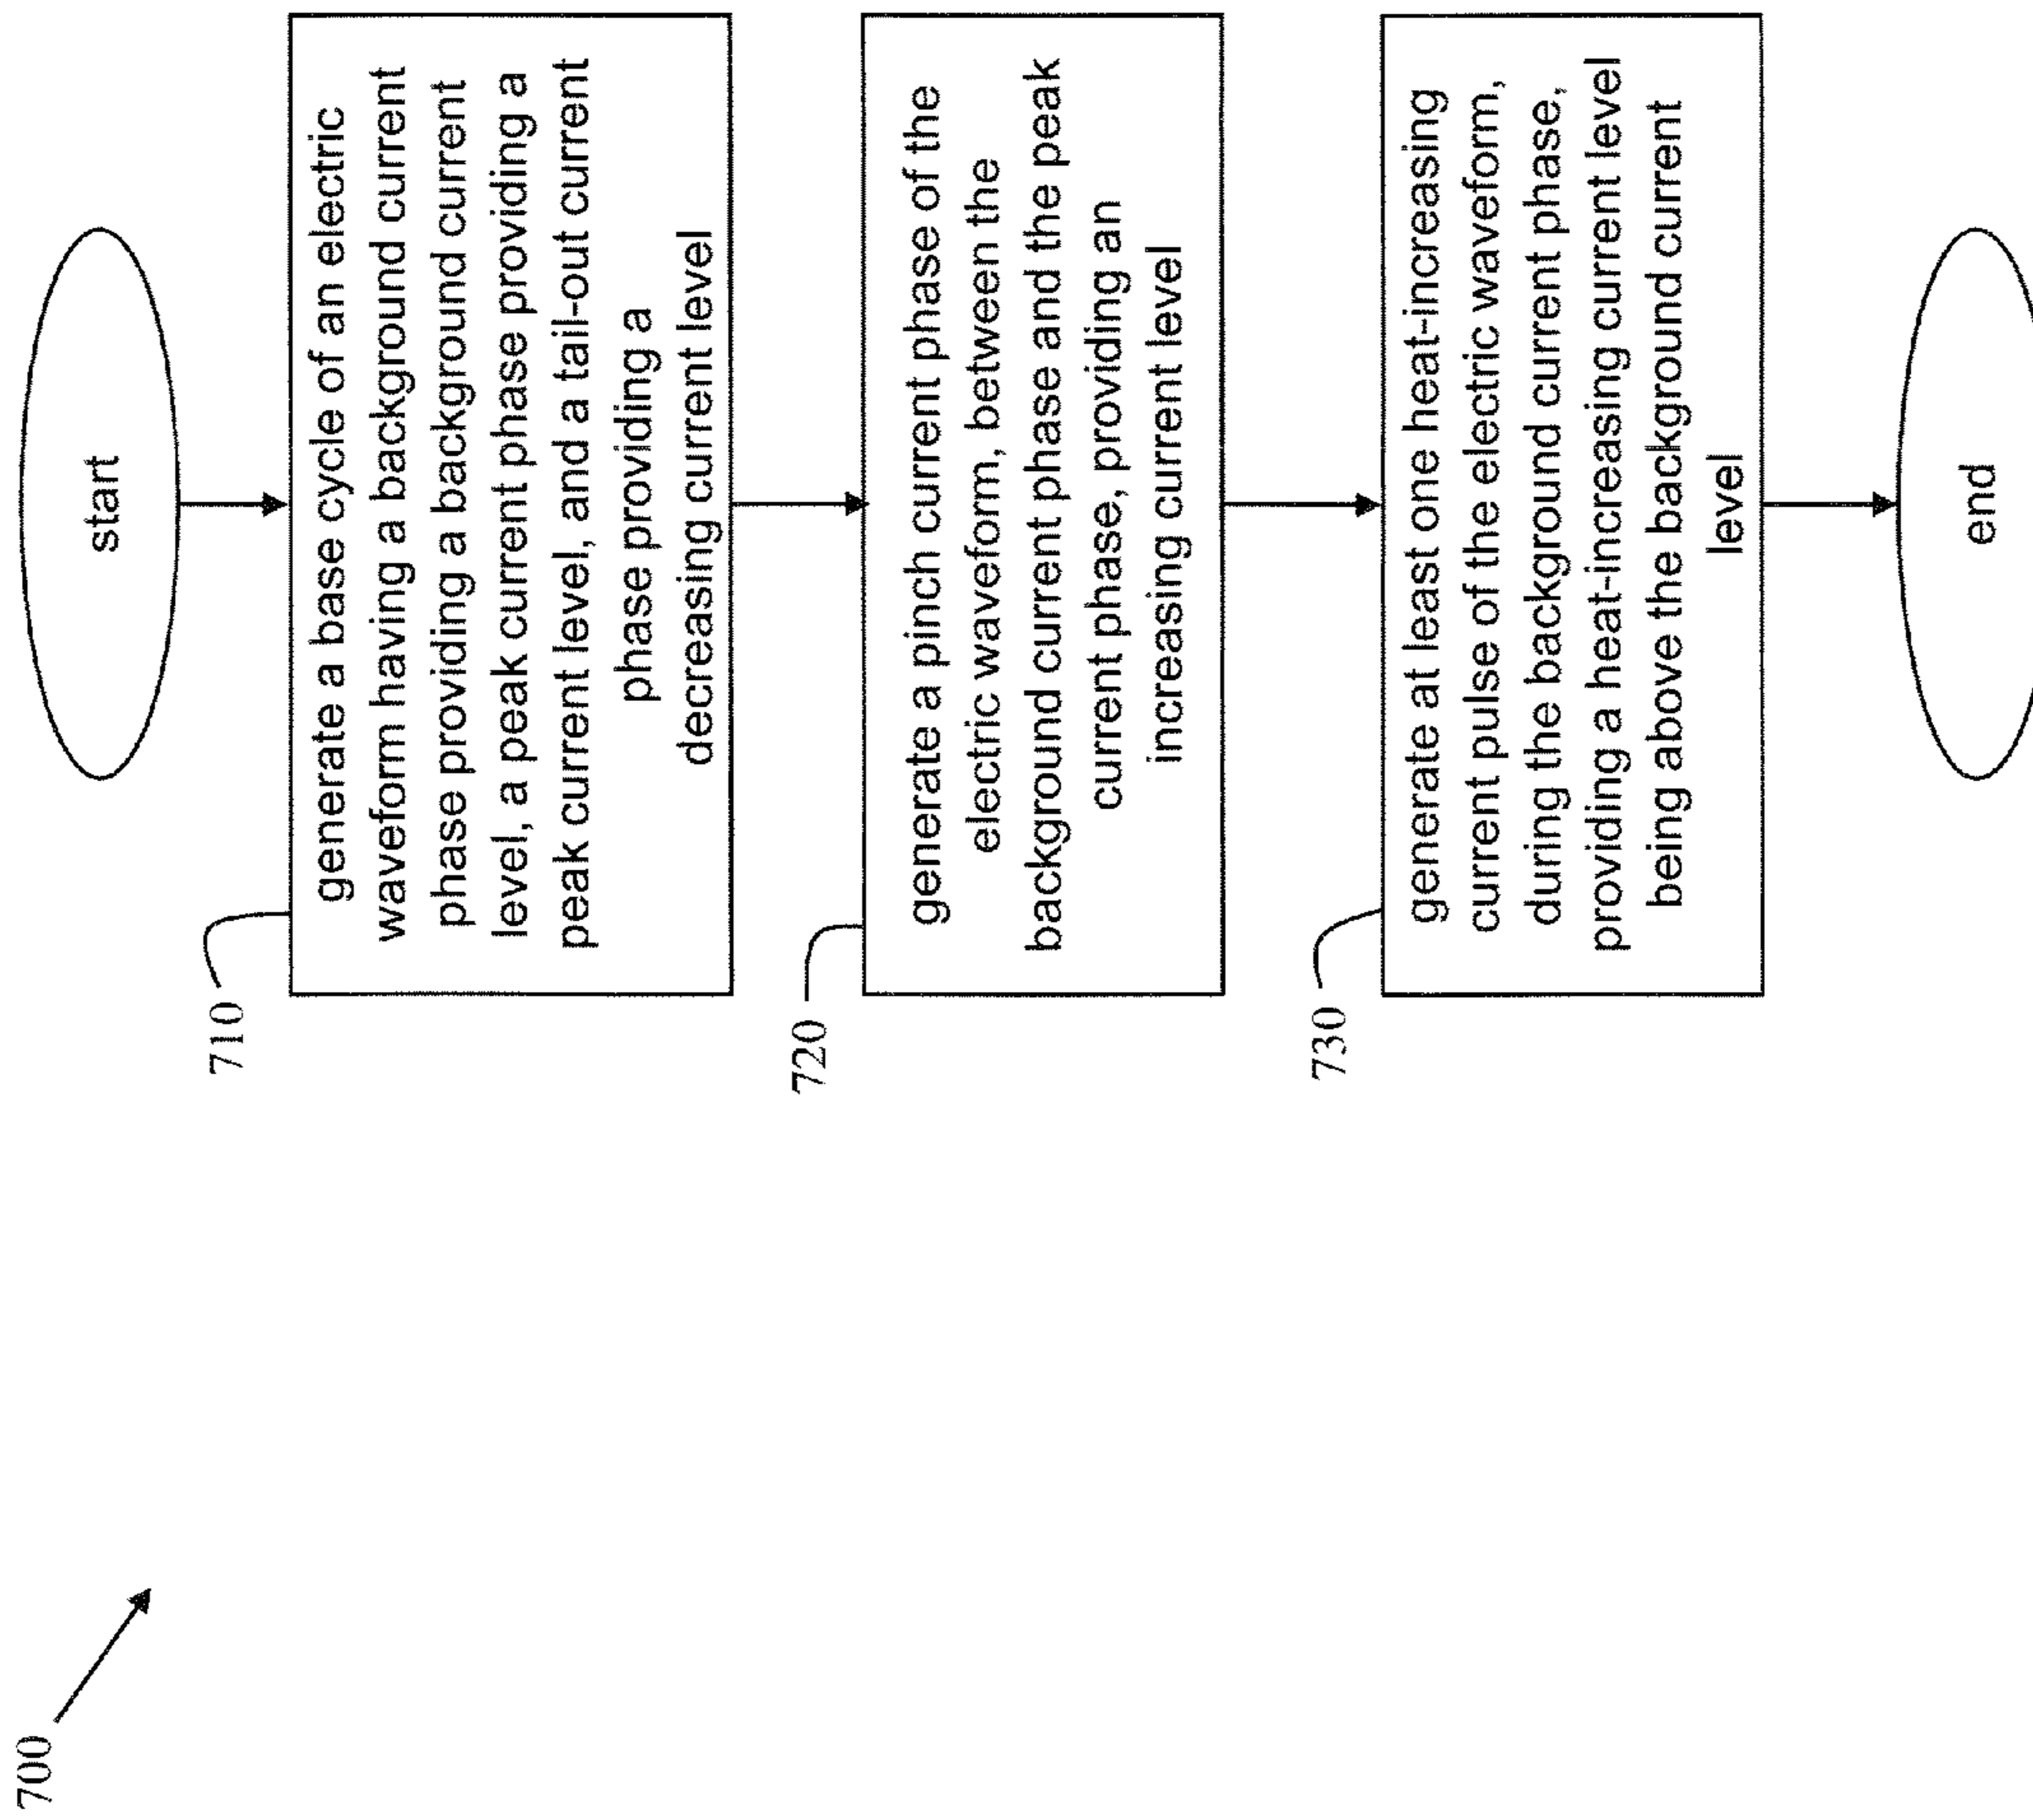 700
start
710
generate a base cycle of an electric
waveform having a background current
phase providing a background current
level, a peak current phase providing a
peak current level, and a tail-out current
phase providing a
decreasing current level
720
generate a pinch current phase of the
electric waveform, between the
background current phase and the peak
current phase, providing an
increasing current level
730
generate at least one heat-increasing
current pulse of the electric waveform,
during the background current phase,
providing a heat-increasing current level
being above the background current
level
end